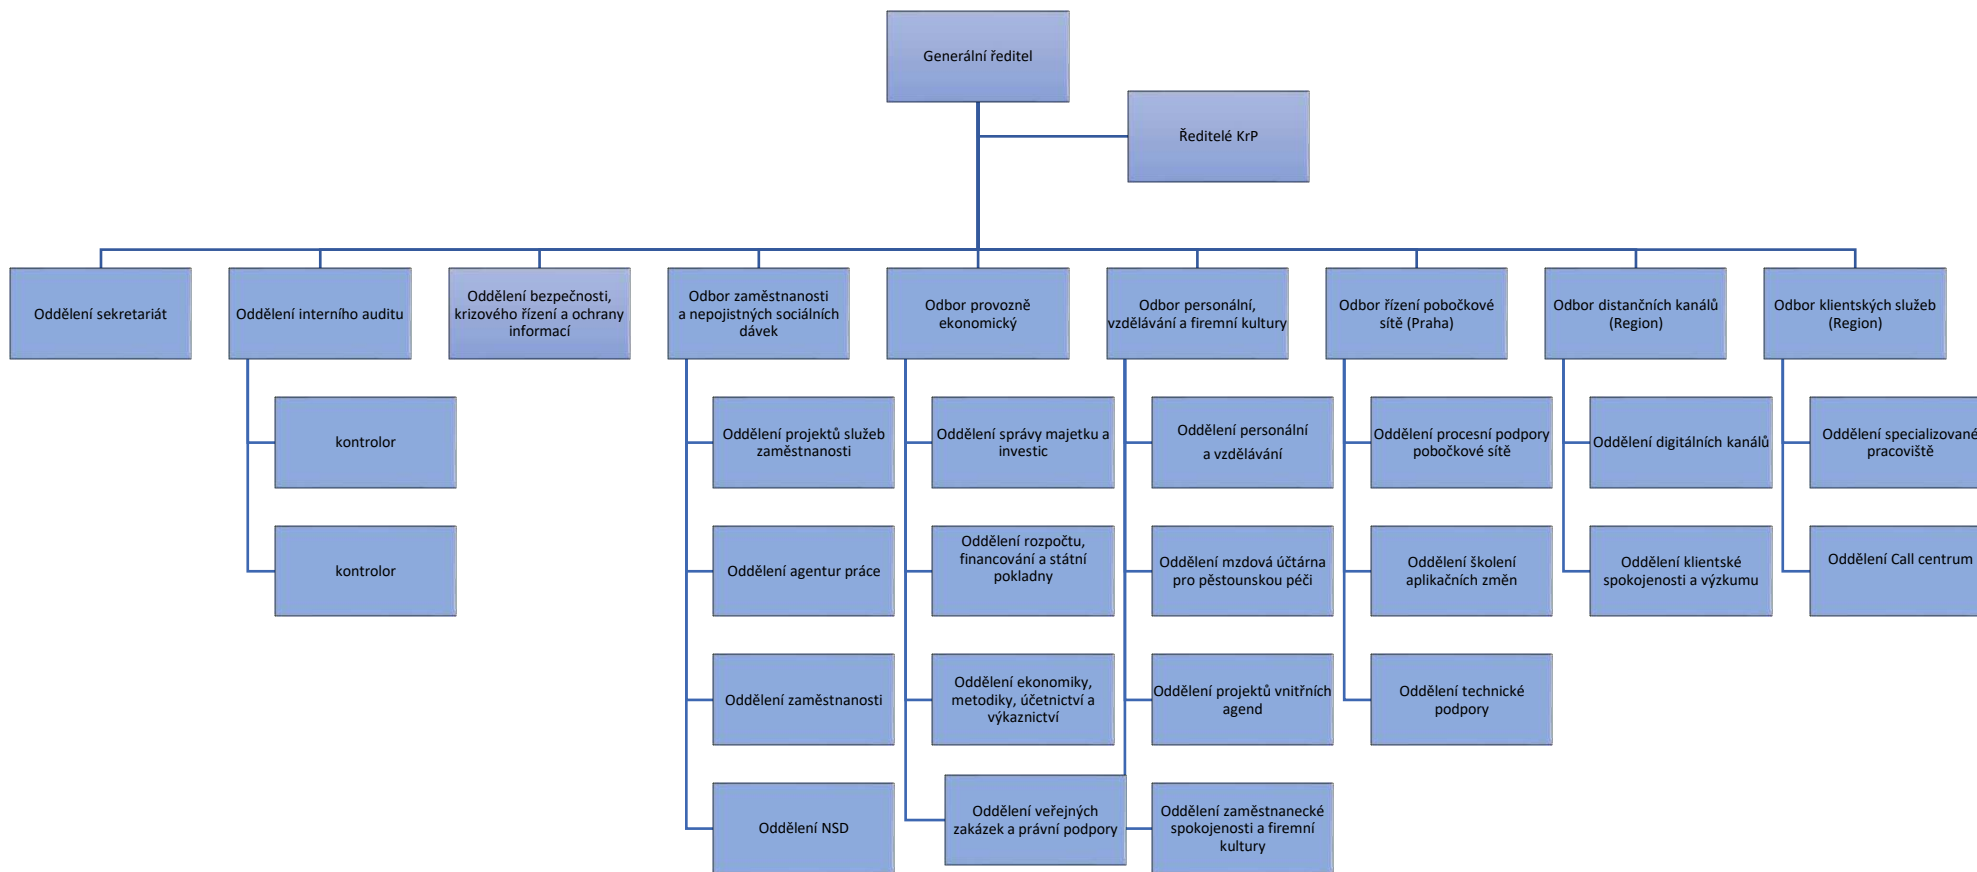 Generální ředitel
Ředitelé KrP
Oddělení sekretariát
Oddělení interního auditu
Oddělení bezpečnosti,
krizového řízení a ochrany
informací
Odbor zaměstnanosti
a nepojistných sociálních
dávek
Odbor provozně
ekonomický
Odbor personální,
vzdělávání a firemní kultury
Odbor řízení pobočkové
sítě (Praha)
Odbor distančních kanálů
(Region)
Odbor klientských služeb
(Region)
kontrolor
Oddělení projektů služeb
zaměstnanosti
Oddělení správy majetku a
investic
Oddělení personální
a vzdělávání
Oddělení procesní podpory
pobočkové sítě
Oddělení digitálních kanálů
Oddělení specializované
pracoviště
kontrolor
Oddělení agentur práce
Oddělení rozpočtu,
financování a státní
pokladny
Oddělení mzdová účtárna
pro pěstounskou péči
Oddělení školení
aplikačních změn
Oddělení klientské
spokojenosti a výzkumu
Oddělení Call centrum
Oddělení zaměstnanosti
Oddělení ekonomiky,
metodiky, účetnictví a
výkaznictví
Oddělení projektů vnitřních
agend
Oddělení technické
podpory
Oddělení NSD
Oddělení veřejných
zakázek a právní podpory
Oddělení zaměstnanecké
spokojenosti a firemní
kultury